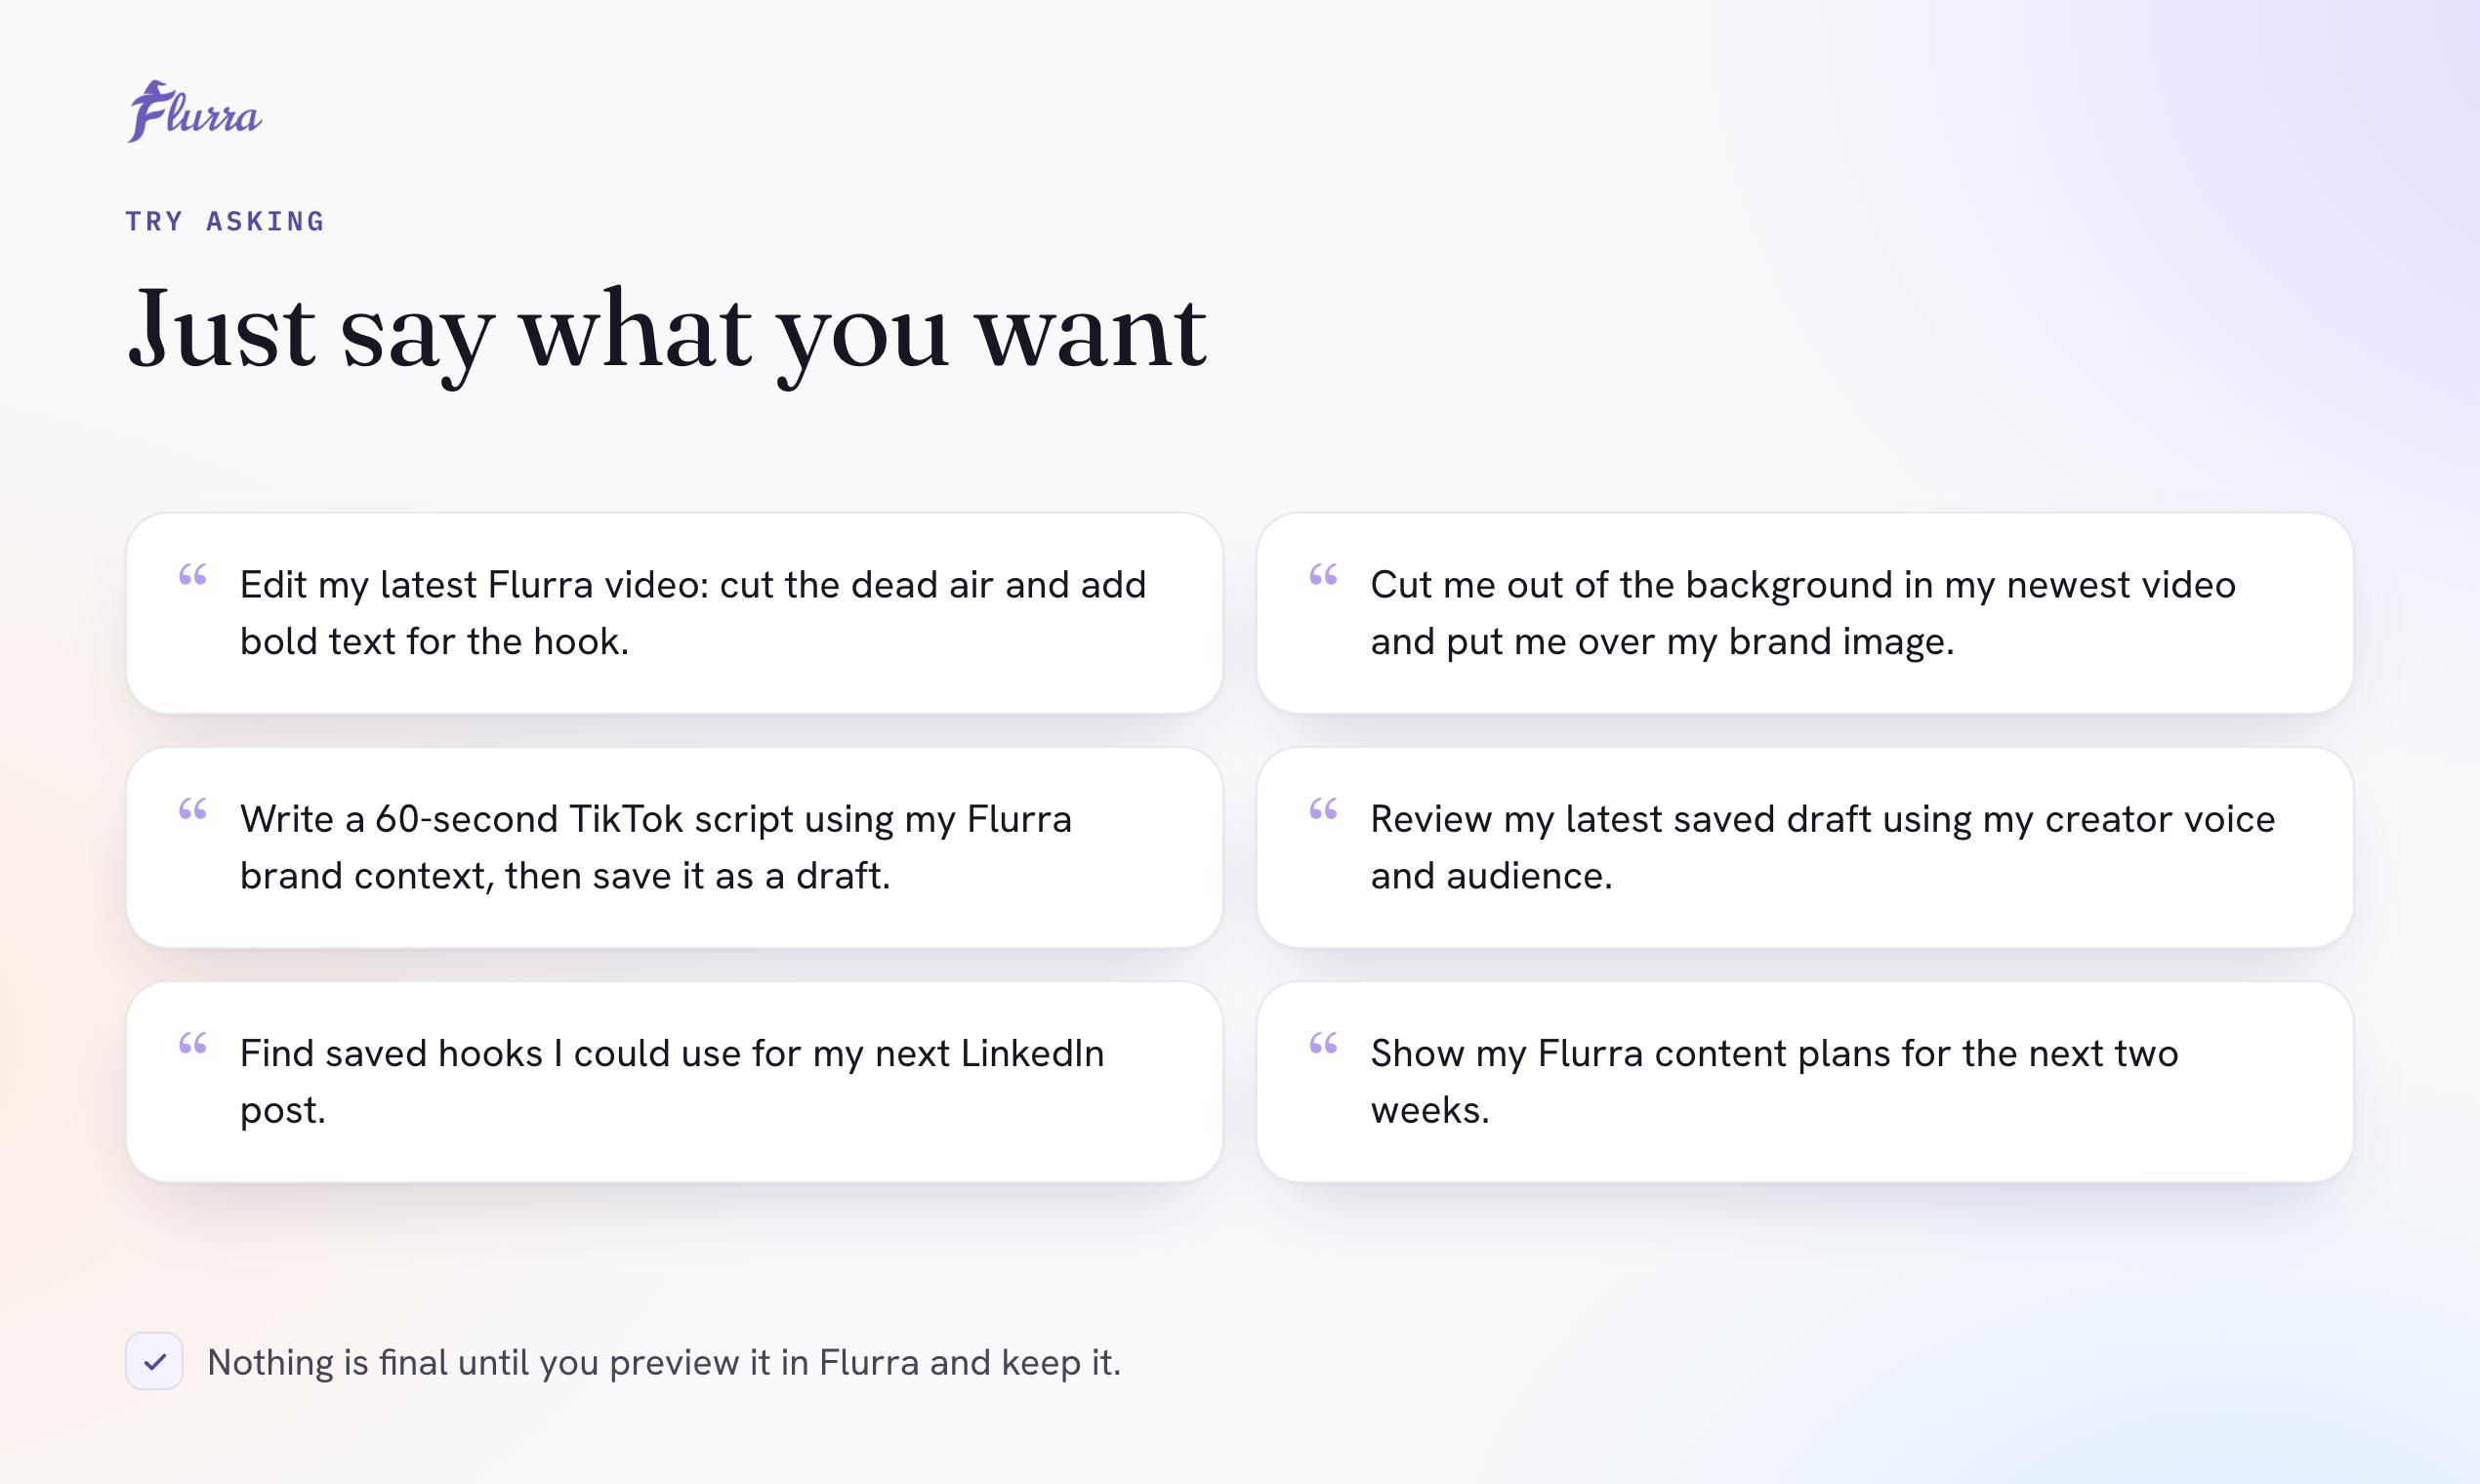 Flurra
TRY ASKING
Just say what you want
“ Edit my latest Flurra video: cut the dead air and add
bold text for the hook.
“ Cut me out of the background in my newest video
and put me over my brand image.
“ Write a 60-second TikTok script using my Flurra
brand context, then save it as a draft.
“ Review my latest saved draft using my creator voice
and audience.
“ Find saved hooks I could use for my next LinkedIn
post.
“ Show my Flurra content plans for the next two
weeks.
Nothing is final until you preview it in Flurra and keep it.